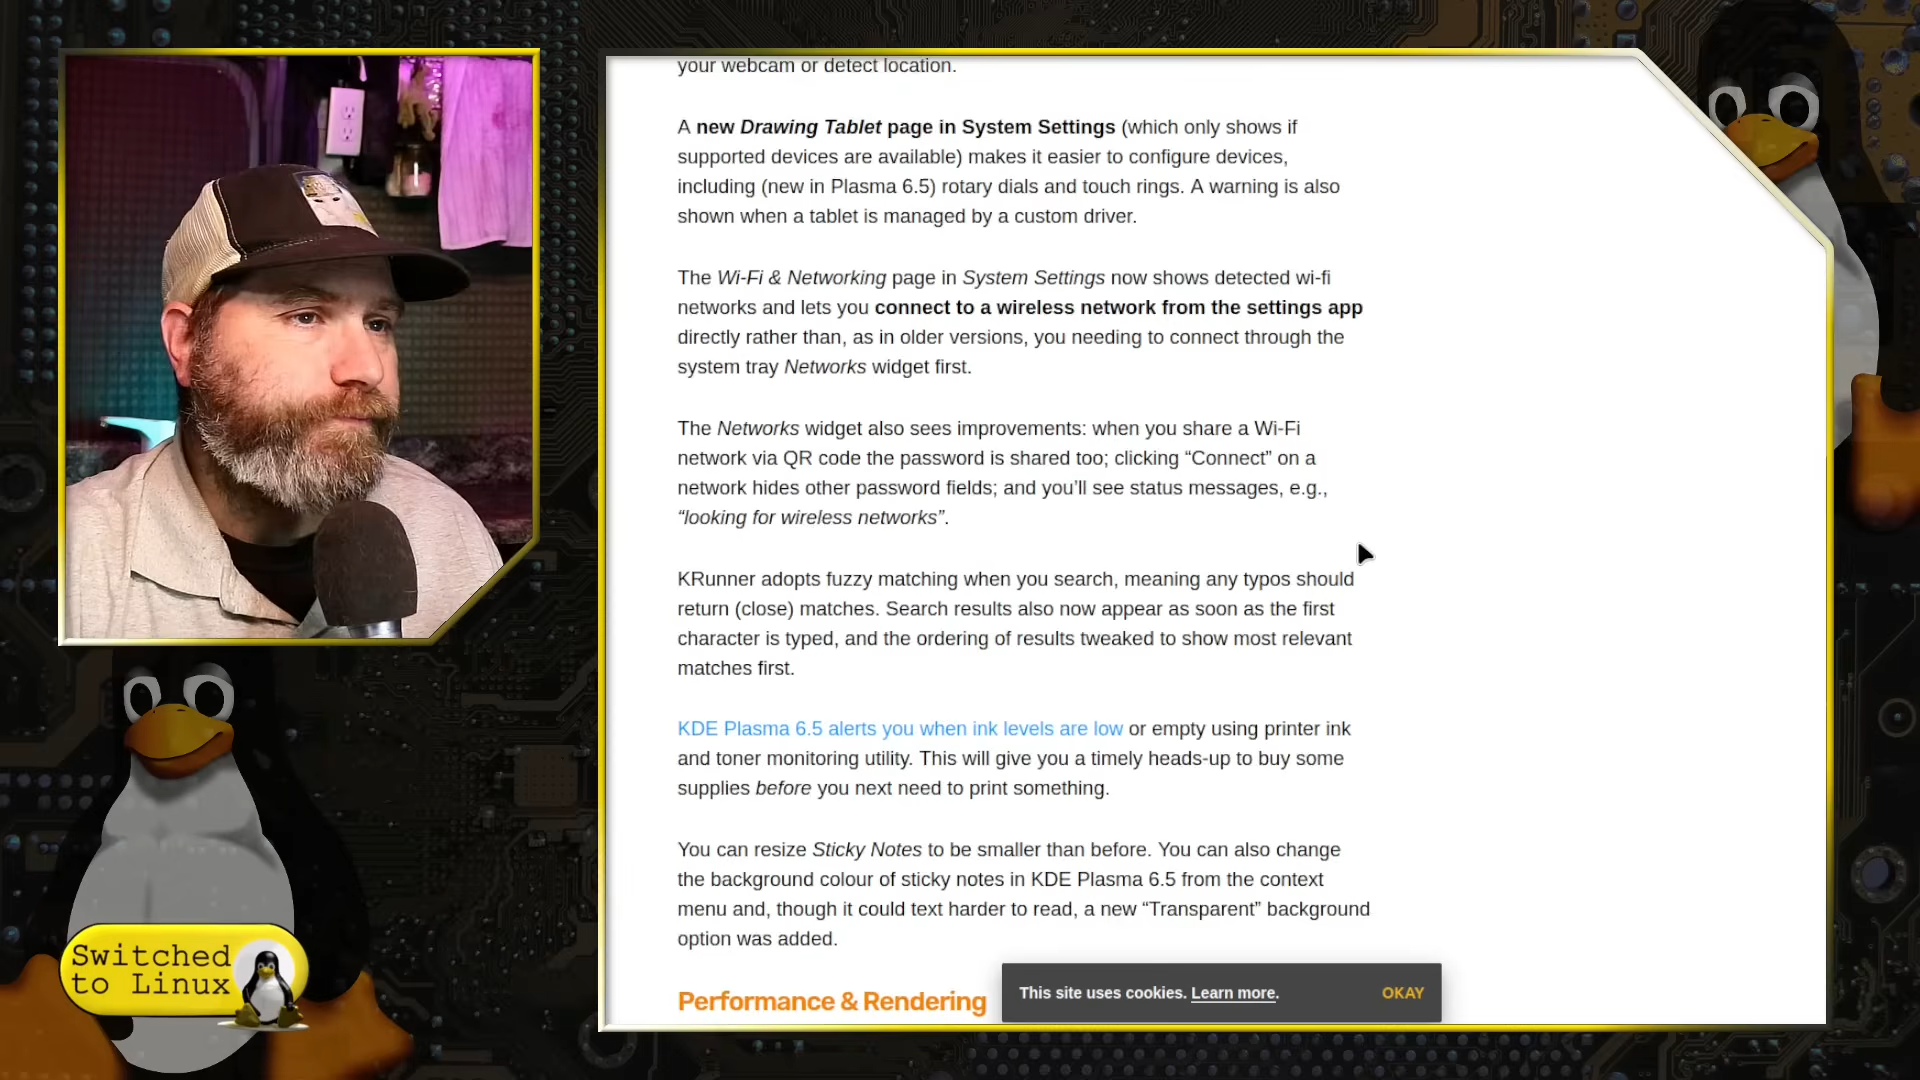 your webcam or detect location.
A new Drawing Tablet page in System Settings (which only shows if
supported devices are available) makes it easier to configure devices,
including (new in Plasma 6.5) rotary dials and touch rings. A warning is also
shown when a tablet is managed by a custom driver.
The Wi-Fi & Networking page in System Settings now shows detected wi-fi
networks and lets you connect to a wireless network from the settings app
directly rather than, as in older versions, you needing to connect through the
system tray Networks widget first.
The Networks widget also sees improvements: when you share a Wi-Fi
network via QR code the password is shared too; clicking “Connect” on a
network hides other password fields; and you’ll see status messages, e.g.,
“looking for wireless networks”.
KRunner adopts fuzzy matching when you search, meaning any typos should
return (close) matches. Search results also now appear as soon as the first
character is typed, and the ordering of results tweaked to show most relevant
matches first.
KDE Plasma 6.5 alerts you when ink levels are low or empty using printer ink
and toner monitoring utility. This will give you a timely heads-up to buy some
supplies before you next need to print something.
You can resize Sticky Notes to be smaller than before. You can also change
the background colour of sticky notes in KDE Plasma 6.5 from the context
menu and, though it could text harder to read, a new “Transparent” background
option was added.
Performance & Rendering
This site uses cookies. Learn more.
OKAY
Switched
to Linux